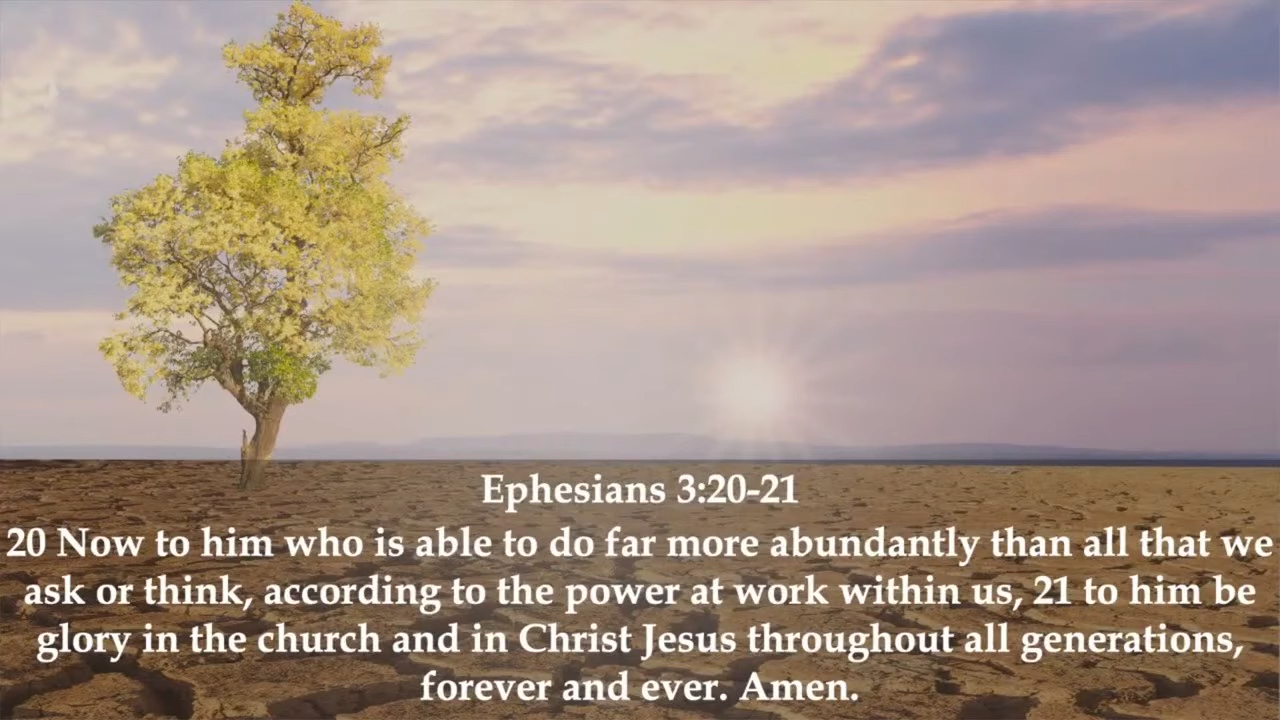 Ephesians 3:20-21
20 Now to him who is able to do far more abundantly than all that we
ask or think, according to the power at work within us, 21 to him be
glory in the church and in Christ Jesus throughout all generations,
forever and ever. Amen.